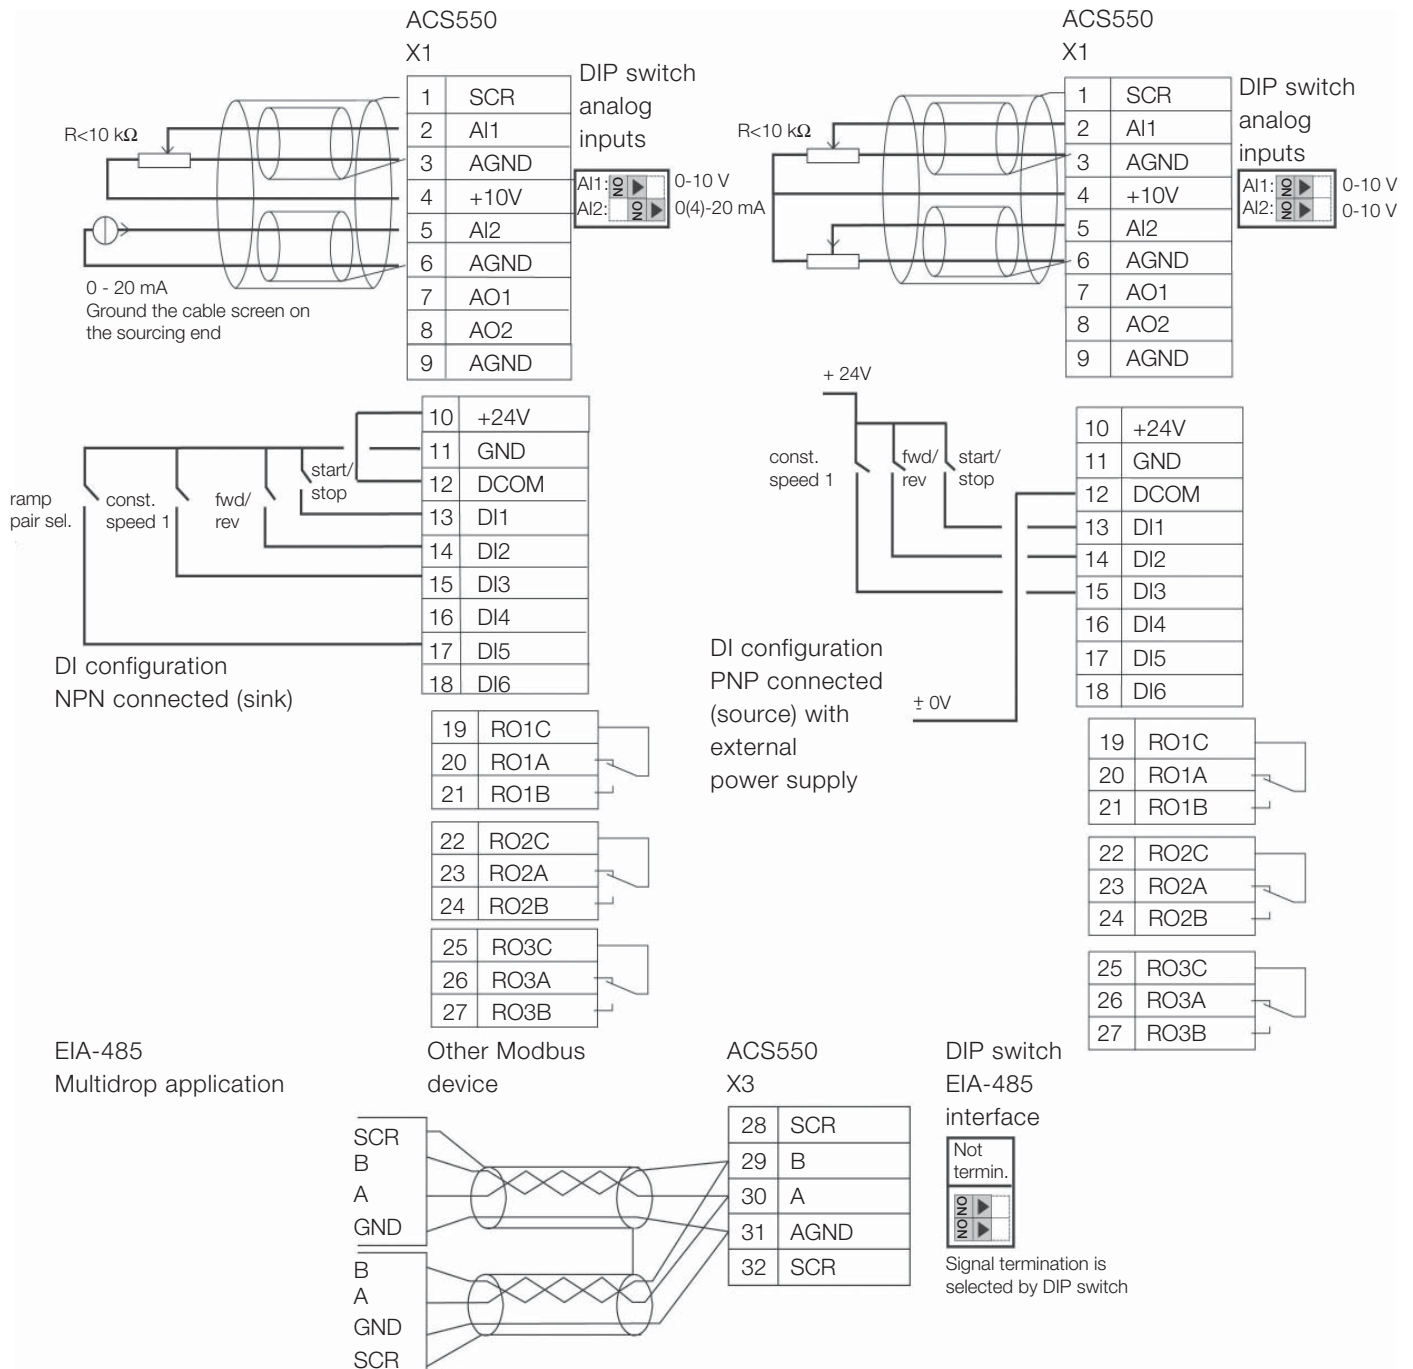 ACS550
X1
DIP switch
analog
inputs
1 SCR
2 AI1
3 AGND
4 +10V
5 AI2
6 AGND
7 AO1
8 AO2
9 AGND
R<10 kΩ
AI1: ON 0-10 V
AI2: ON 0(4)-20 mA
0 - 20 mA
Ground the cable screen on
the sourcing end
10 +24V
11 GND
12 DCOM
13 DI1
14 DI2
15 DI3
16 DI4
17 DI5
18 DI6
ramp
pair sel.
const.
speed 1
fwd/
rev
start/
stop
DI configuration
NPN connected (sink)
19 RO1C
20 RO1A
21 RO1B
22 RO2C
23 RO2A
24 RO2B
25 RO3C
26 RO3A
27 RO3B
ACS550
X1
DIP switch
analog
inputs
1 SCR
2 AI1
3 AGND
4 +10V
5 AI2
6 AGND
7 AO1
8 AO2
9 AGND
R<10 kΩ
AI1: ON 0-10 V
AI2: ON 0-10 V
+ 24V
const.
speed 1
fwd/
rev
start/
stop
10 +24V
11 GND
12 DCOM
13 DI1
14 DI2
15 DI3
16 DI4
17 DI5
18 DI6
DI configuration
PNP connected
(source) with
external
power supply
± 0V
19 RO1C
20 RO1A
21 RO1B
22 RO2C
23 RO2A
24 RO2B
25 RO3C
26 RO3A
27 RO3B
EIA-485
Multidrop application
Other Modbus
device
SCR
B
A
GND
B
A
GND
SCR
ACS550
X3
28 SCR
29 B
30 A
31 AGND
32 SCR
DIP switch
EIA-485
interface
Not
termin.
ON
ON
Signal termination is
selected by DIP switch